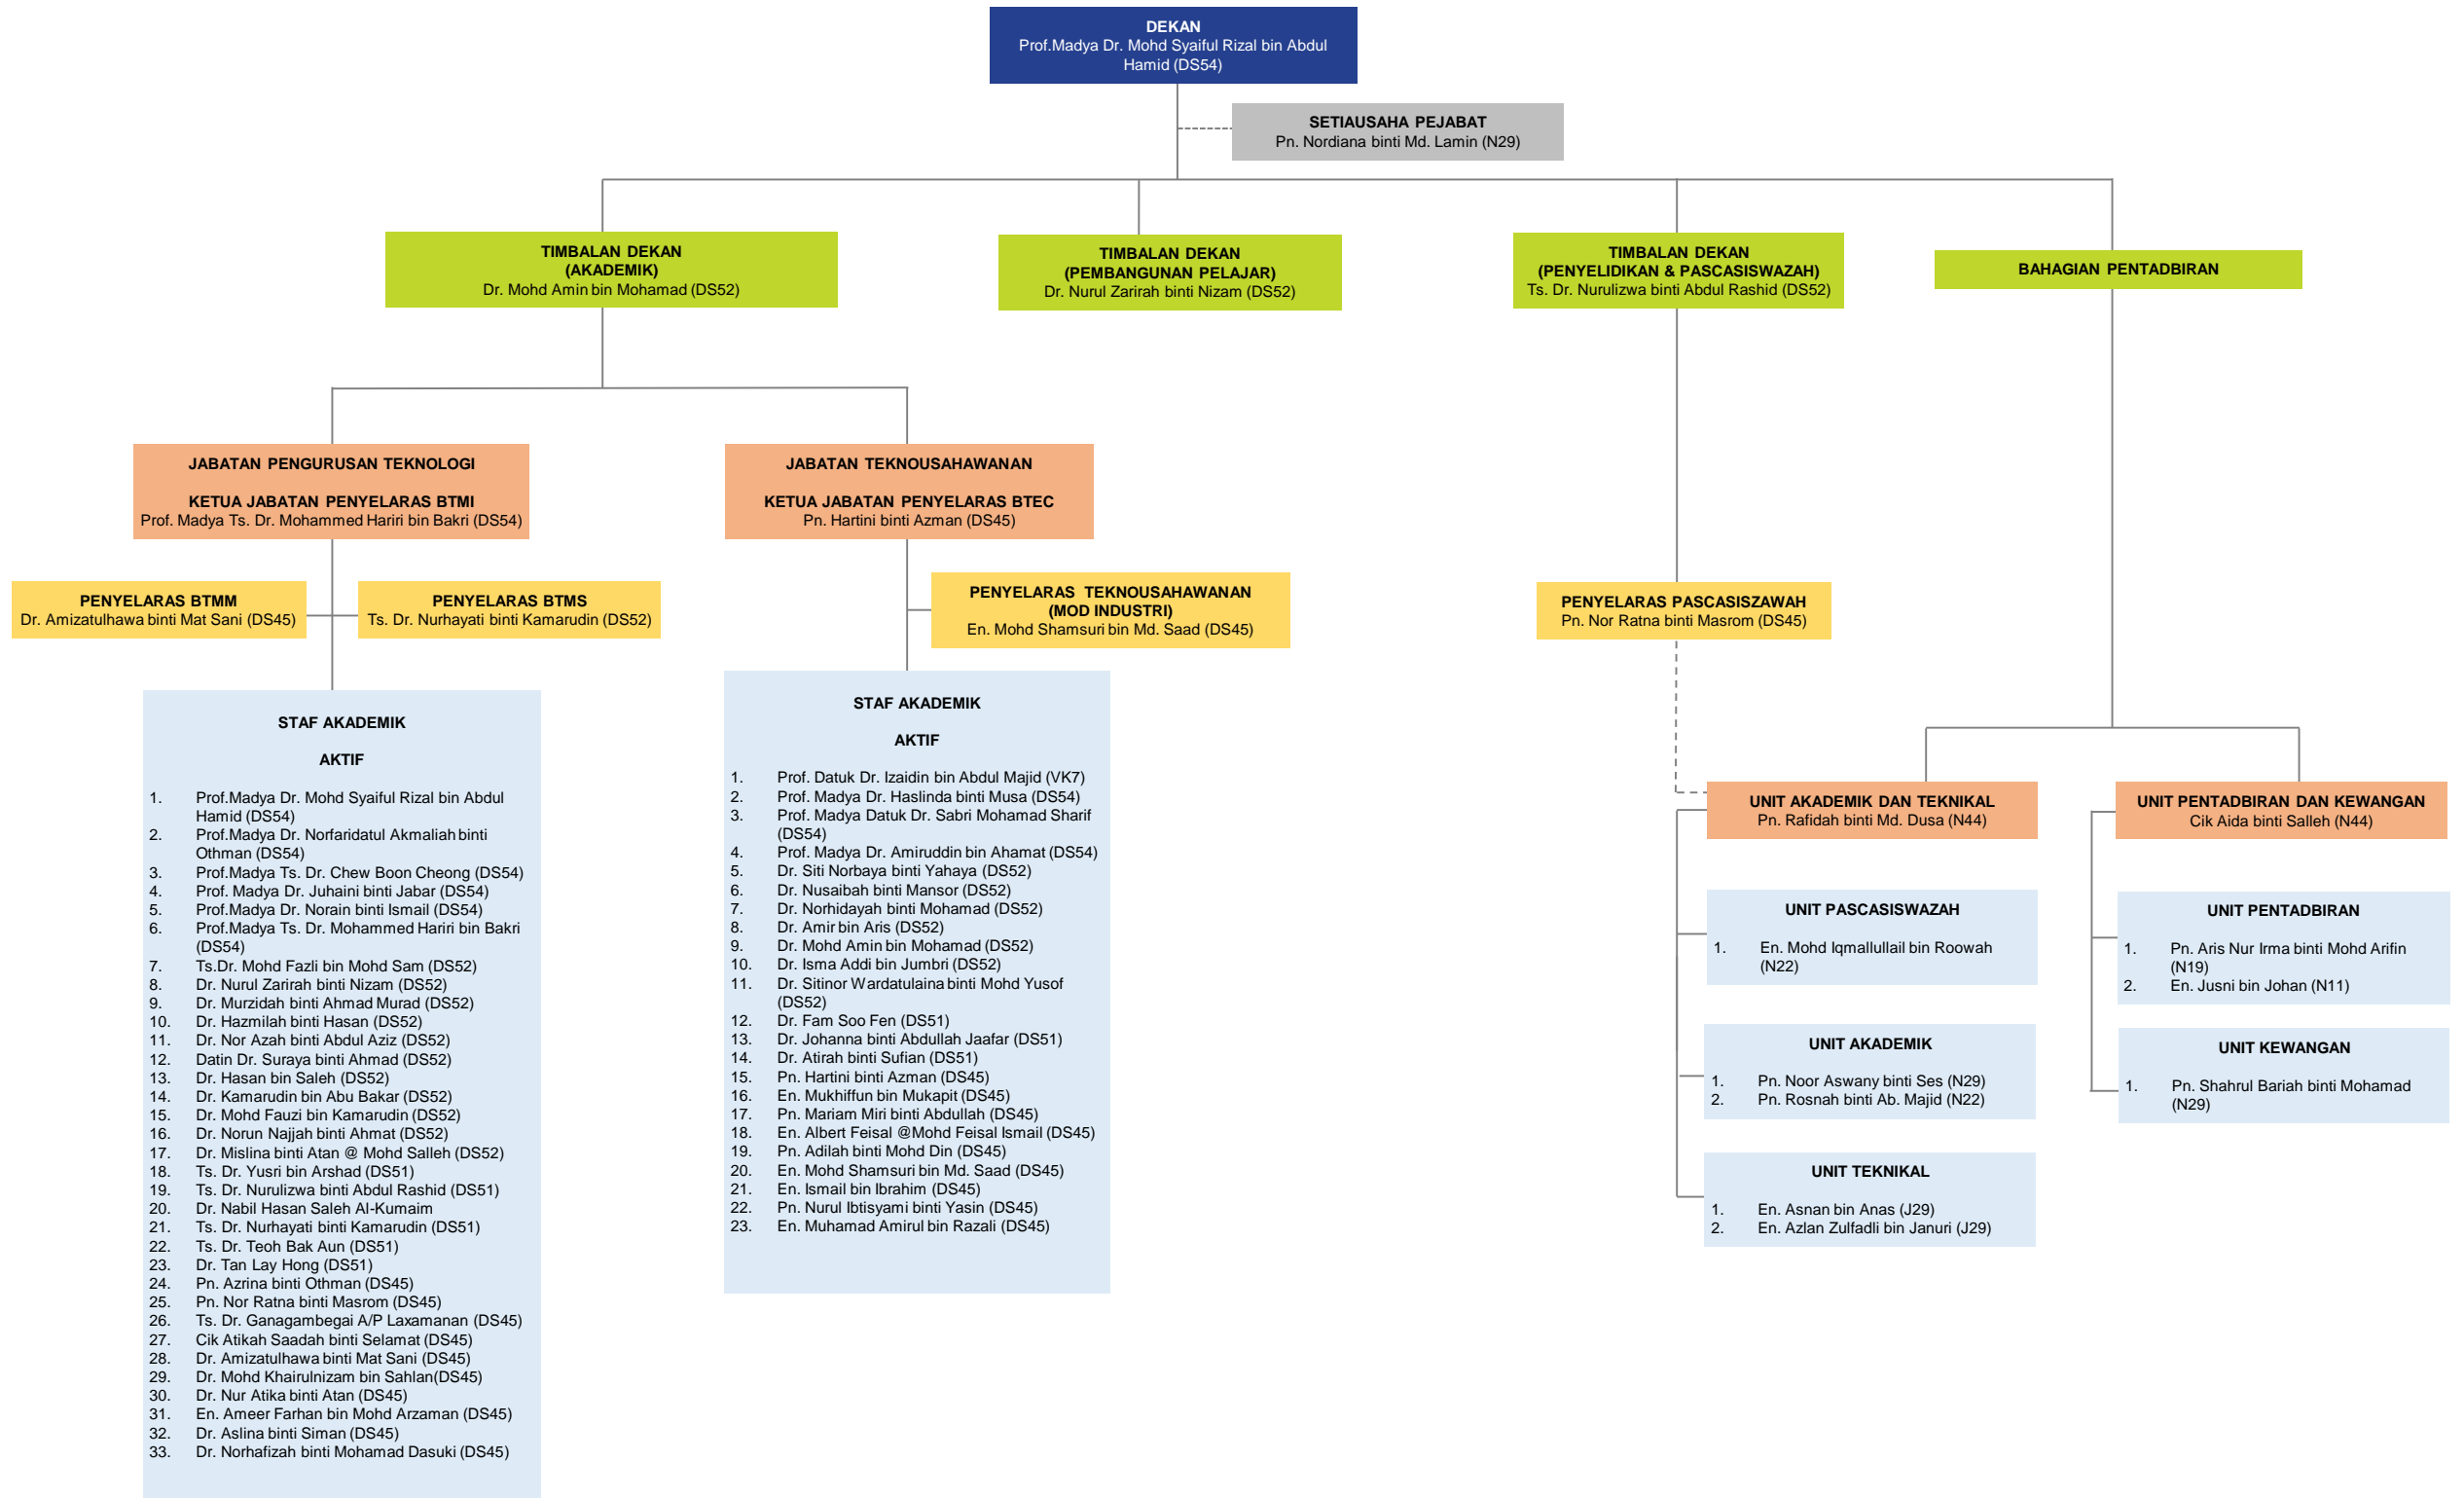 DEKAN
Prof.Madya Dr. Mohd Syaiful Rizal bin Abdul
Hamid (DS54)
SETIAUSAHA PEJABAT
Pn. Nordiana binti Md. Lamin (N29)
TIMBALAN DEKAN
(AKADEMIK)
Dr. Mohd Amin bin Mohamad (DS52)
TIMBALAN DEKAN
(PEMBANGUNAN PELAJAR)
Dr. Nurul Zarirah binti Nizam (DS52)
TIMBALAN DEKAN
(PENYELIDIKAN & PASCASISWAZAH)
Ts. Dr. Nurulizwa binti Abdul Rashid (DS52)
BAHAGIAN PENTADBIRAN
JABATAN PENGURUSAN TEKNOLOGI
KETUA JABATAN PENYELARAS BTMI
Prof. Madya Ts. Dr. Mohammed Hariri bin Bakri (DS54)
JABATAN TEKNOUSAHAWANAN
KETUA JABATAN PENYELARAS BTEC
Pn. Hartini binti Azman (DS45)
PENYELARAS BTMM
Dr. Amizatulhawa binti Mat Sani (DS45)
PENYELARAS BTMS
Ts. Dr. Nurhayati binti Kamarudin (DS52)
PENYELARAS TEKNOUSAHAWANAN
(MOD INDUSTRI)
En. Mohd Shamsuri bin Md. Saad (DS45)
PENYELARAS PASCASISZAWAH
Pn. Nor Ratna binti Masrom (DS45)
STAF AKADEMIK
AKTIF
1. Prof.Madya Dr. Mohd Syaiful Rizal bin Abdul
Hamid (DS54)
2. Prof.Madya Dr. Norfaridatul Akmaliah binti
Othman (DS54)
3. Prof.Madya Ts. Dr. Chew Boon Cheong (DS54)
4. Prof. Madya Dr. Juhaini binti Jabar (DS54)
5. Prof.Madya Dr. Norain binti Ismail (DS54)
6. Prof.Madya Ts. Dr. Mohammed Hariri bin Bakri
(DS54)
7. Ts.Dr. Mohd Fazli bin Mohd Sam (DS52)
8. Dr. Nurul Zarirah binti Nizam (DS52)
9. Dr. Murzidah binti Ahmad Murad (DS52)
10. Dr. Hazmilah binti Hasan (DS52)
11. Dr. Nor Azah binti Abdul Aziz (DS52)
12. Datin Dr. Suraya binti Ahmad (DS52)
13. Dr. Hasan bin Saleh (DS52)
14. Dr. Kamarudin bin Abu Bakar (DS52)
15. Dr. Mohd Fauzi bin Kamarudin (DS52)
16. Dr. Norun Najjah binti Ahmat (DS52)
17. Dr. Mislina binti Atan @ Mohd Salleh (DS52)
18. Ts. Dr. Yusri bin Arshad (DS51)
19. Ts. Dr. Nurulizwa binti Abdul Rashid (DS51)
20. Dr. Nabil Hasan Saleh Al-Kumaim
21. Ts. Dr. Nurhayati binti Kamarudin (DS51)
22. Ts. Dr. Teoh Bak Aun (DS51)
23. Dr. Tan Lay Hong (DS51)
24. Pn. Azrina binti Othman (DS45)
25. Pn. Nor Ratna binti Masrom (DS45)
26. Ts. Dr. Ganagambegai A/P Laxamanan (DS45)
27. Cik Atikah Saadah binti Selamat (DS45)
28. Dr. Amizatulhawa binti Mat Sani (DS45)
29. Dr. Mohd Khairulnizam bin Sahlan(DS45)
30. Dr. Nur Atika binti Atan (DS45)
31. En. Ameer Farhan bin Mohd Arzaman (DS45)
32. Dr. Aslina binti Siman (DS45)
33. Dr. Norhafizah binti Mohamad Dasuki (DS45)
STAF AKADEMIK
AKTIF
1. Prof. Datuk Dr. Izaidin bin Abdul Majid (VK7)
2. Prof. Madya Dr. Haslinda binti Musa (DS54)
3. Prof. Madya Datuk Dr. Sabri Mohamad Sharif
(DS54)
4. Prof. Madya Dr. Amiruddin bin Ahamat (DS54)
5. Dr. Siti Norbaya binti Yahaya (DS52)
6. Dr. Nusaibah binti Mansor (DS52)
7. Dr. Norhidayah binti Mohamad (DS52)
8. Dr. Amir bin Aris (DS52)
9. Dr. Mohd Amin bin Mohamad (DS52)
10. Dr. Isma Addi bin Jumbri (DS52)
11. Dr. Sitinor Wardatulaina binti Mohd Yusof
(DS52)
12. Dr. Fam Soo Fen (DS51)
13. Dr. Johanna binti Abdullah Jaafar (DS51)
14. Dr. Atirah binti Sufian (DS51)
15. Pn. Hartini binti Azman (DS45)
16. En. Mukhiffun bin Mukapit (DS45)
17. Pn. Mariam Miri binti Abdullah (DS45)
18. En. Albert Feisal @Mohd Feisal Ismail (DS45)
19. Pn. Adilah binti Mohd Din (DS45)
20. En. Mohd Shamsuri bin Md. Saad (DS45)
21. En. Ismail bin Ibrahim (DS45)
22. Pn. Nurul Ibtisyami binti Yasin (DS45)
23. En. Muhamad Amirul bin Razali (DS45)
UNIT AKADEMIK DAN TEKNIKAL
Pn. Rafidah binti Md. Dusa (N44)
UNIT PENTADBIRAN DAN KEWANGAN
Cik Aida binti Salleh (N44)
UNIT PASCASISWAZAH
1. En. Mohd Iqmallullail bin Roowah
(N22)
UNIT AKADEMIK
1. Pn. Noor Aswany binti Ses (N29)
2. Pn. Rosnah binti Ab. Majid (N22)
UNIT TEKNIKAL
1. En. Asnan bin Anas (J29)
2. En. Azlan Zulfadli bin Januri (J29)
UNIT PENTADBIRAN
1. Pn. Aris Nur Irma binti Mohd Arifin
(N19)
2. En. Jusni bin Johan (N11)
UNIT KEWANGAN
1. Pn. Shahrul Bariah binti Mohamad
(N29)